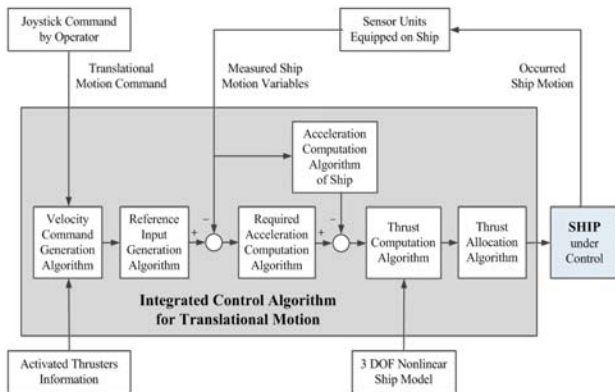 Joystick Command
by Operator
Sensor Units
Equipped on Ship
Translational
Motion Command
Measured Ship
Motion Variables
Occurred
Ship Motion
Acceleration
Computation
Algorithm
of Ship
Velocity
Command
Generation
Algorithm
Reference
Input
Generation
Algorithm
+
−
Required
Acceleration
Computation
Algorithm
+
−
Thrust
Computation
Algorithm
Thrust
Allocation
Algorithm
SHIP
under
Control
Integrated Control Algorithm
for Translational Motion
Activated Thrusters
Information
3 DOF Nonlinear
Ship Model